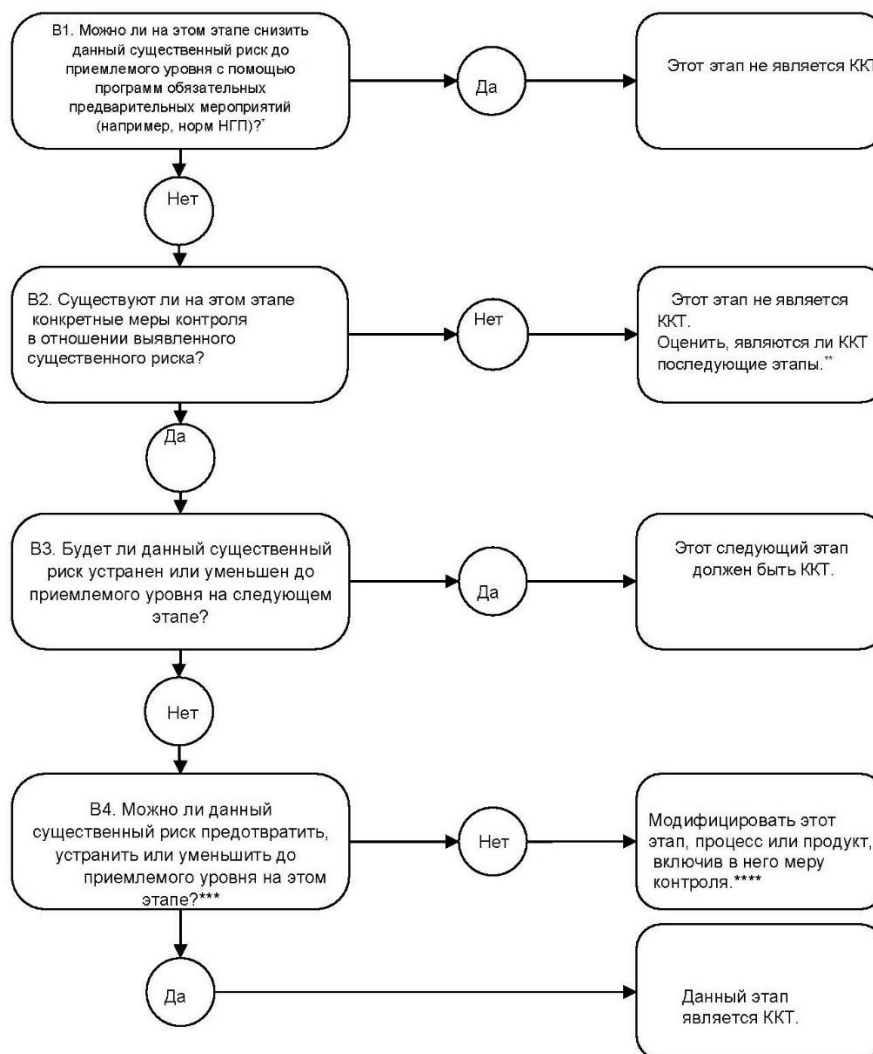 В1. Можно ли на этом этапе снизить
данный существенный риск до
приемлемого уровня с помощью
программ обязательных
предварительных мероприятий
(например, норм НГП)?*
Да
Этот этап не является ККТ
Нет
В2. Существуют ли на этом этапе
конкретные меры контроля
в отношении выявленного
существенного риска?
Нет
Этот этап не является
ККТ.
Оценить, являются ли ККТ
последующие этапы.**
Да
В3. Будет ли данный существенный
риск устранен или уменьшен до
приемлемого уровня на следующем
этапе?
Да
Этот следующий этап
должен быть ККТ.
Нет
В4. Можно ли данный
существенный риск предотвратить,
устранить или уменьшить до
приемлемого уровня на этом
этапе?***
Нет
Модифицировать этот
этап, процесс или продукт,
включив в него меру
контроля.****
Да
Данный этап
является ККТ.